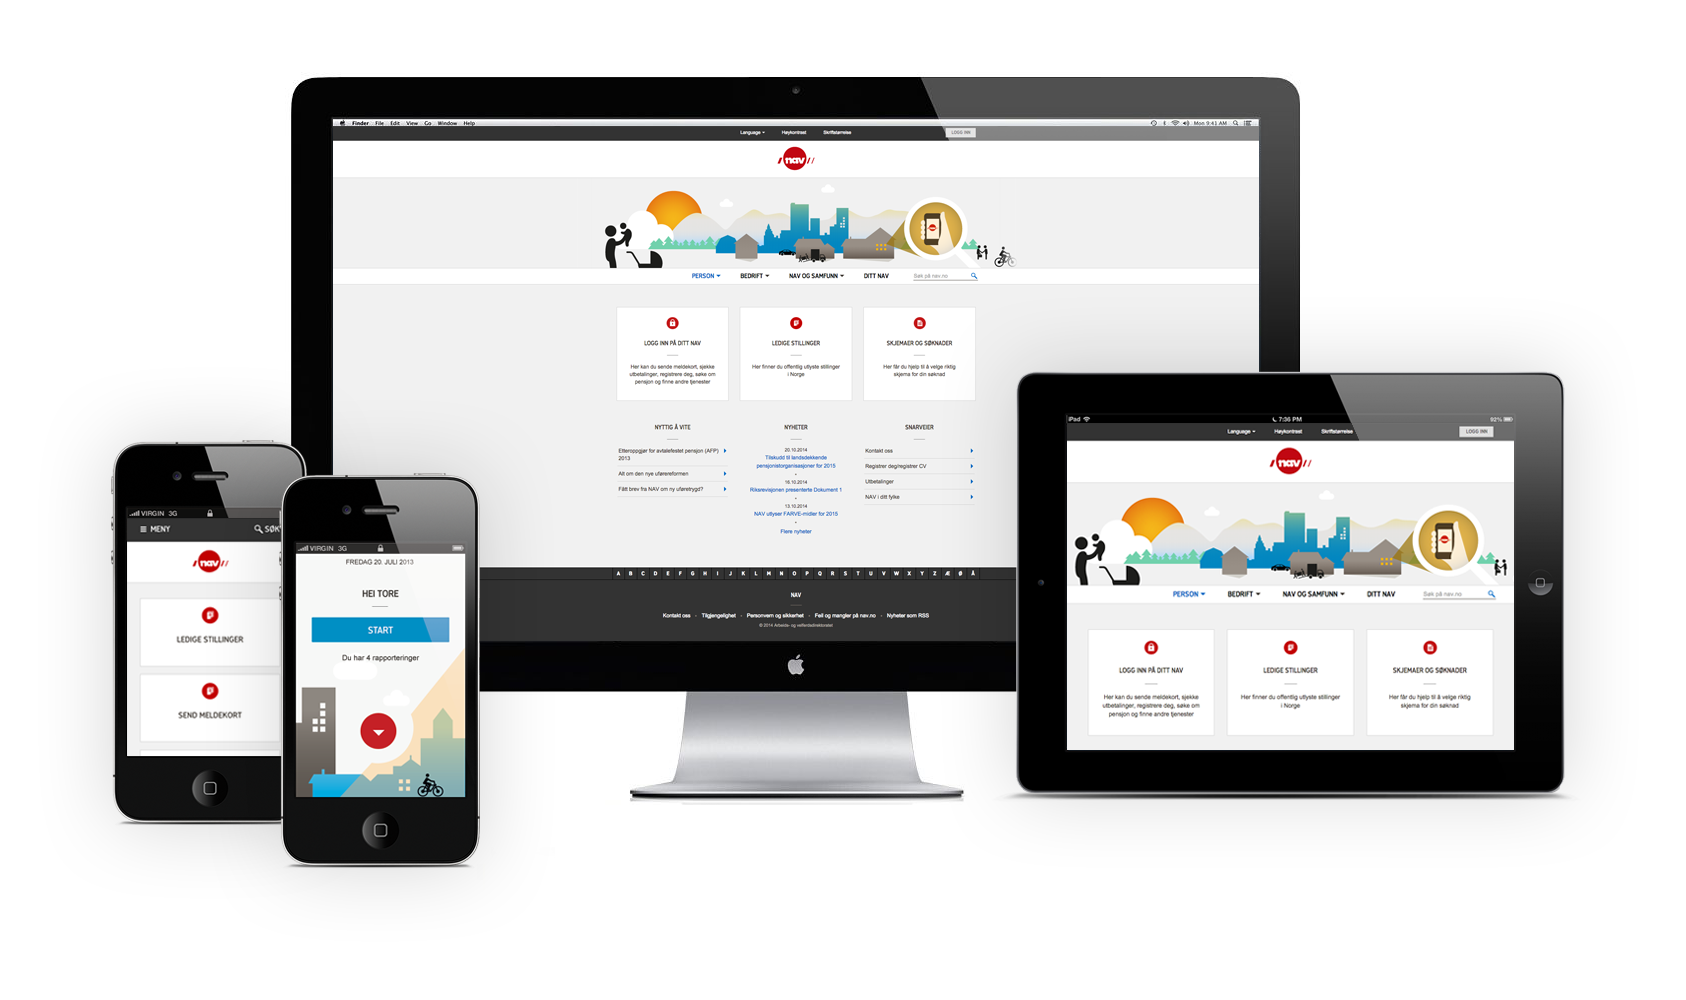 Finder File Edit View Go Window Help
Mon 9:41 AM
Language Høykontrast Skriftstørrelse LOGG INN
nav
PERSON BEDRIFT NAV OG SAMFUNN DITT NAV Søk på nav.no
LOGG INN PÅ DITT NAV
Her kan du sende meldekort, sjekke
utbetalinger, registrere deg, søke om
pensjon og finne andre tjenester
LEDIGE STILLINGER
Her finner du offentlig utlyste stillinger
i Norge
SKJEMAER OG SØKNADER
Her får du hjelp til å velge riktig
skjema for din søknad
NYTTIG Å VITE
Etteroppgjør for avtalefestet pensjon (AFP)
2013
Alt om den nye uførereformen
Fått brev fra NAV om ny uføretrygd?
NYHETER
20.10.2014
Tilskudd til landsdekkende
pensjonistorganisasjoner for 2015
16.10.2014
Riksrevisjonen presenterte Dokument 1
13.10.2014
NAV utlyser FARVE-midler for 2015
Flere nyheter
SNARVEIER
Kontakt oss
Registrer deg/registrer CV
Utbetalinger
NAV i ditt fylke
A B C D E F G H I J K L M N O P Q R S T U V W X Y Z Æ Ø Å
NAV
Kontakt oss • Tilgjengelighet • Personvern og sikkerhet • Feil og mangler på nav.no • Nyheter som RSS
© 2014 Arbeids- og velferdsdirektoratet
VIRGIN 3G
MENY SØK
nav
LEDIGE STILLINGER
SEND MELDEKORT
VIRGIN 3G
FREDAG 20. JULI 2013
HEI TORE
START
Du har 4 rapporteringer
iPad 7:36 PM 92%
Language Høykontrast Skriftstørrelse LOGG INN
nav
PERSON BEDRIFT NAV OG SAMFUNN DITT NAV Søk på nav.no
LOGG INN PÅ DITT NAV
Her kan du sende meldekort, sjekke
utbetalinger, registrere deg, søke om
pensjon og finne andre tjenester
LEDIGE STILLINGER
Her finner du offentlig utlyste stillinger
i Norge
SKJEMAER OG SØKNADER
Her får du hjelp til å velge riktig
skjema for din søknad